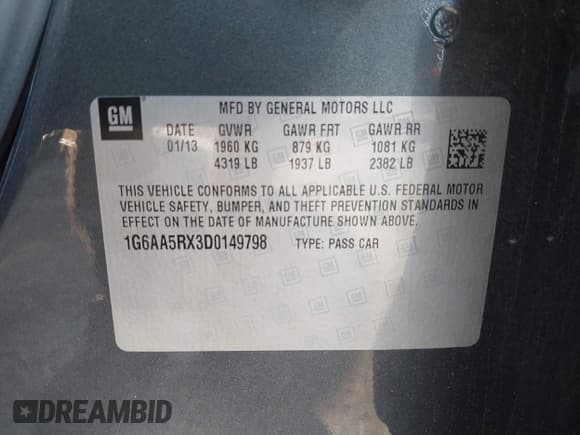 GM
MFD BY GENERAL MOTORS LLC
DATE GVWR GAWR FRT GAWR RR
01/13 1960 KG 879 KG 1081 KG
4319 LB 1937 LB 2382 LB
THIS VEHICLE CONFORMS TO ALL APPLICABLE U.S. FEDERAL MOTOR
VEHICLE SAFETY, BUMPER, AND THEFT PREVENTION STANDARDS IN
EFFECT ON THE DATE OF MANUFACTURE SHOWN ABOVE.
1G6AA5RX3D0149798 TYPE: PASS CAR
DREAMBID